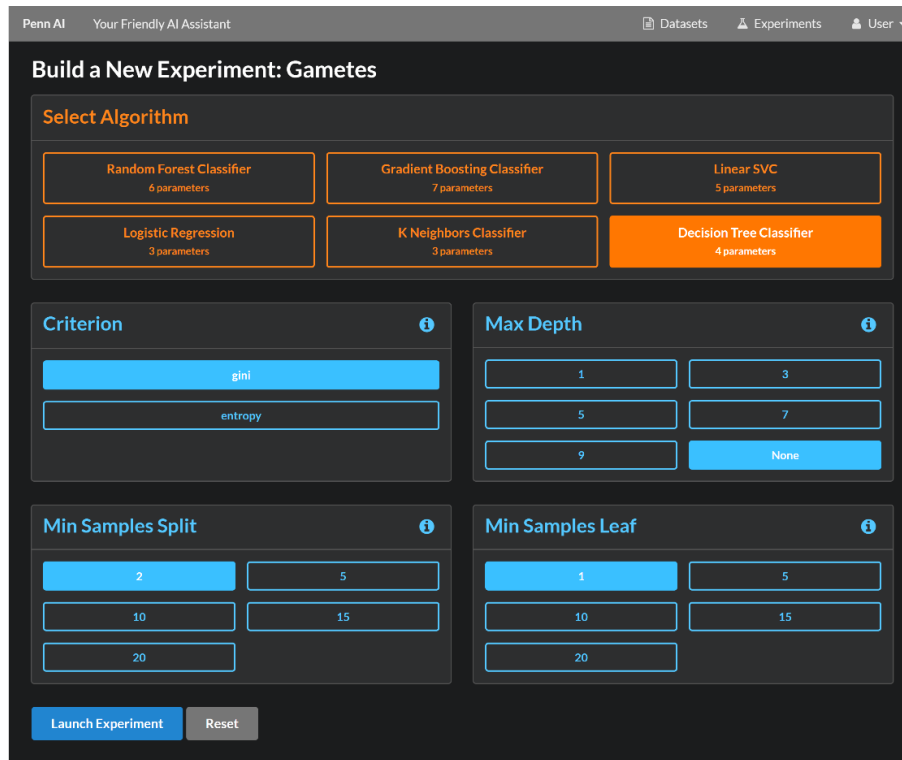 Penn AI Your Friendly AI Assistant Datasets Experiments User
Build a New Experiment: Gametes
Select Algorithm
Random Forest Classifier
6 parameters
Gradient Boosting Classifier
7 parameters
Linear SVC
5 parameters
Logistic Regression
3 parameters
K Neighbors Classifier
3 parameters
Decision Tree Classifier
4 parameters
Criterion
gini
entropy
Max Depth
1 3
5 7
9 None
Min Samples Split
2 5
10 15
20
Min Samples Leaf
1 5
10 15
20
Launch Experiment Reset